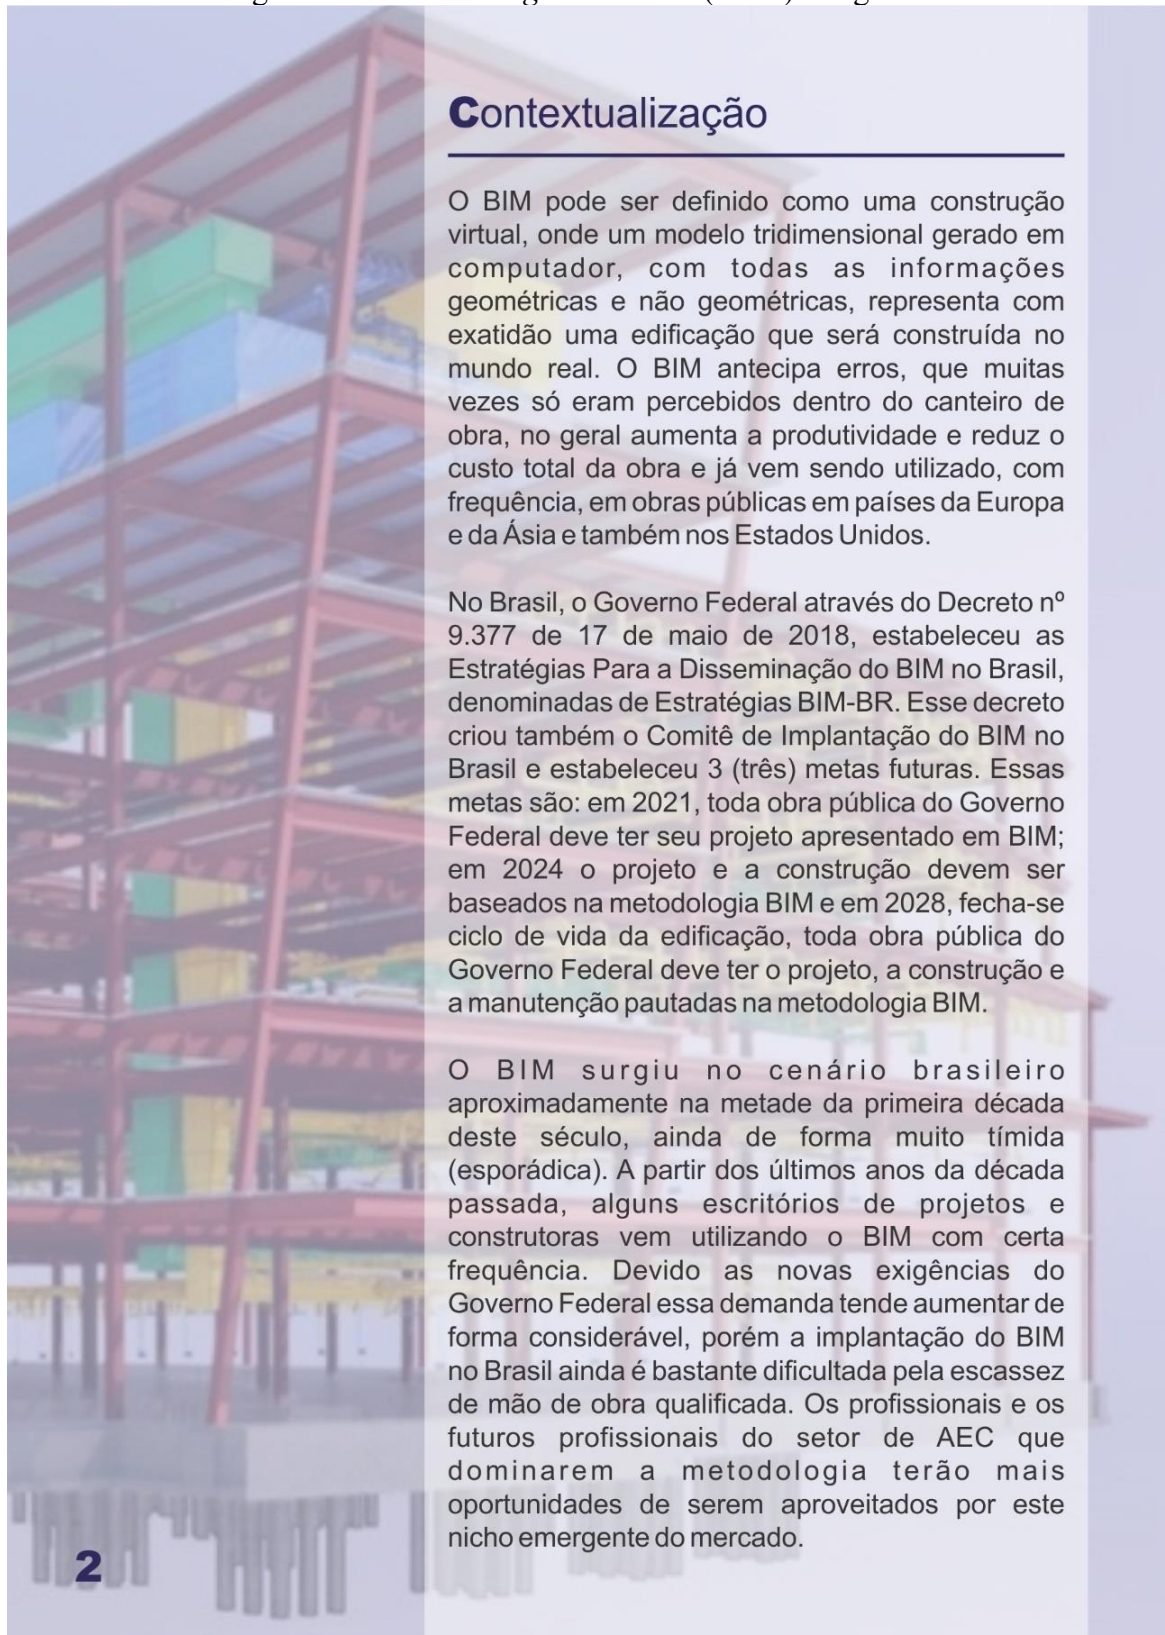 Contextualização
O BIM pode ser definido como uma construção
virtual, onde um modelo tridimensional gerado em
computador, com todas as informações
geométricas e não geométricas, representa com
exatidão uma edificação que será construída no
mundo real. O BIM antecipa erros, que muitas
vezes só eram percebidos dentro do canteiro de
obra, no geral aumenta a produtividade e reduz o
custo total da obra e já vem sendo utilizado, com
frequência, em obras públicas em países da Europa
e da Ásia e também nos Estados Unidos.
No Brasil, o Governo Federal através do Decreto nº
9.377 de 17 de maio de 2018, estabeleceu as
Estratégias Para a Disseminação do BIM no Brasil,
denominadas de Estratégias BIM-BR. Esse decreto
criou também o Comitê de Implantação do BIM no
Brasil e estabeleceu 3 (três) metas futuras. Essas
metas são: em 2021, toda obra pública do Governo
Federal deve ter seu projeto apresentado em BIM;
em 2024 o projeto e a construção devem ser
baseados na metodologia BIM e em 2028, fecha-se
ciclo de vida da edificação, toda obra pública do
Governo Federal deve ter o projeto, a construção e
a manutenção pautadas na metodologia BIM.
O BIM surgiu no cenário brasileiro
aproximadamente na metade da primeira década
deste século, ainda de forma muito tímida
(esporádica). A partir dos últimos anos da década
passada, alguns escritórios de projetos e
construtoras vem utilizando o BIM com certa
frequência. Devido as novas exigências do
Governo Federal essa demanda tende aumentar de
forma considerável, porém a implantação do BIM
no Brasil ainda é bastante dificultada pela escassez
de mão de obra qualificada. Os profissionais e os
futuros profissionais do setor de AEC que
dominarem a metodologia terão mais
oportunidades de serem aproveitados por este
nicho emergente do mercado.
2